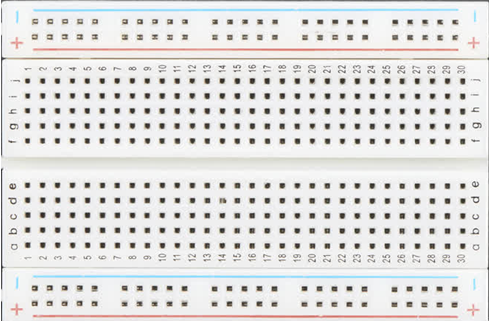 − −
+ +
1 2 3 4 5 6 7 8 9 10 11 12 13 14 15 16 17 18 19 20 21 22 23 24 25 26 27 28 29 30
j j
i i
h h
g g
f f
e e
d d
c c
b b
a a
1 2 3 4 5 6 7 8 9 10 11 12 13 14 15 16 17 18 19 20 21 22 23 24 25 26 27 28 29 30
− −
+ +